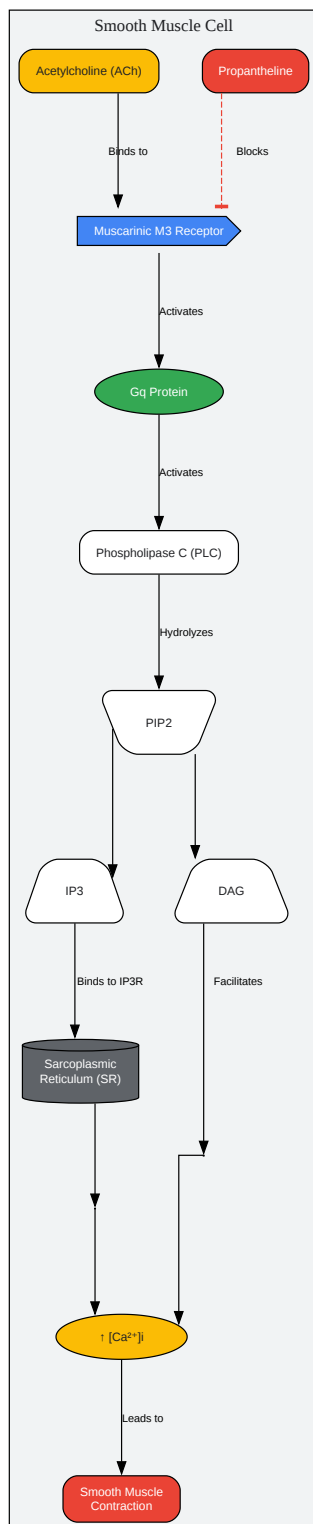 Smooth Muscle Cell
Acetylcholine (ACh)
Propantheline
Binds to
Blocks
Muscarinic M3 Receptor
Activates
Gq Protein
Activates
Phospholipase C (PLC)
Hydrolyzes
PIP2
IP3
DAG
Binds to IP3R
Facilitates
Sarcoplasmic
Reticulum (SR)
↑ [Ca²⁺]i
Leads to
Smooth Muscle
Contraction